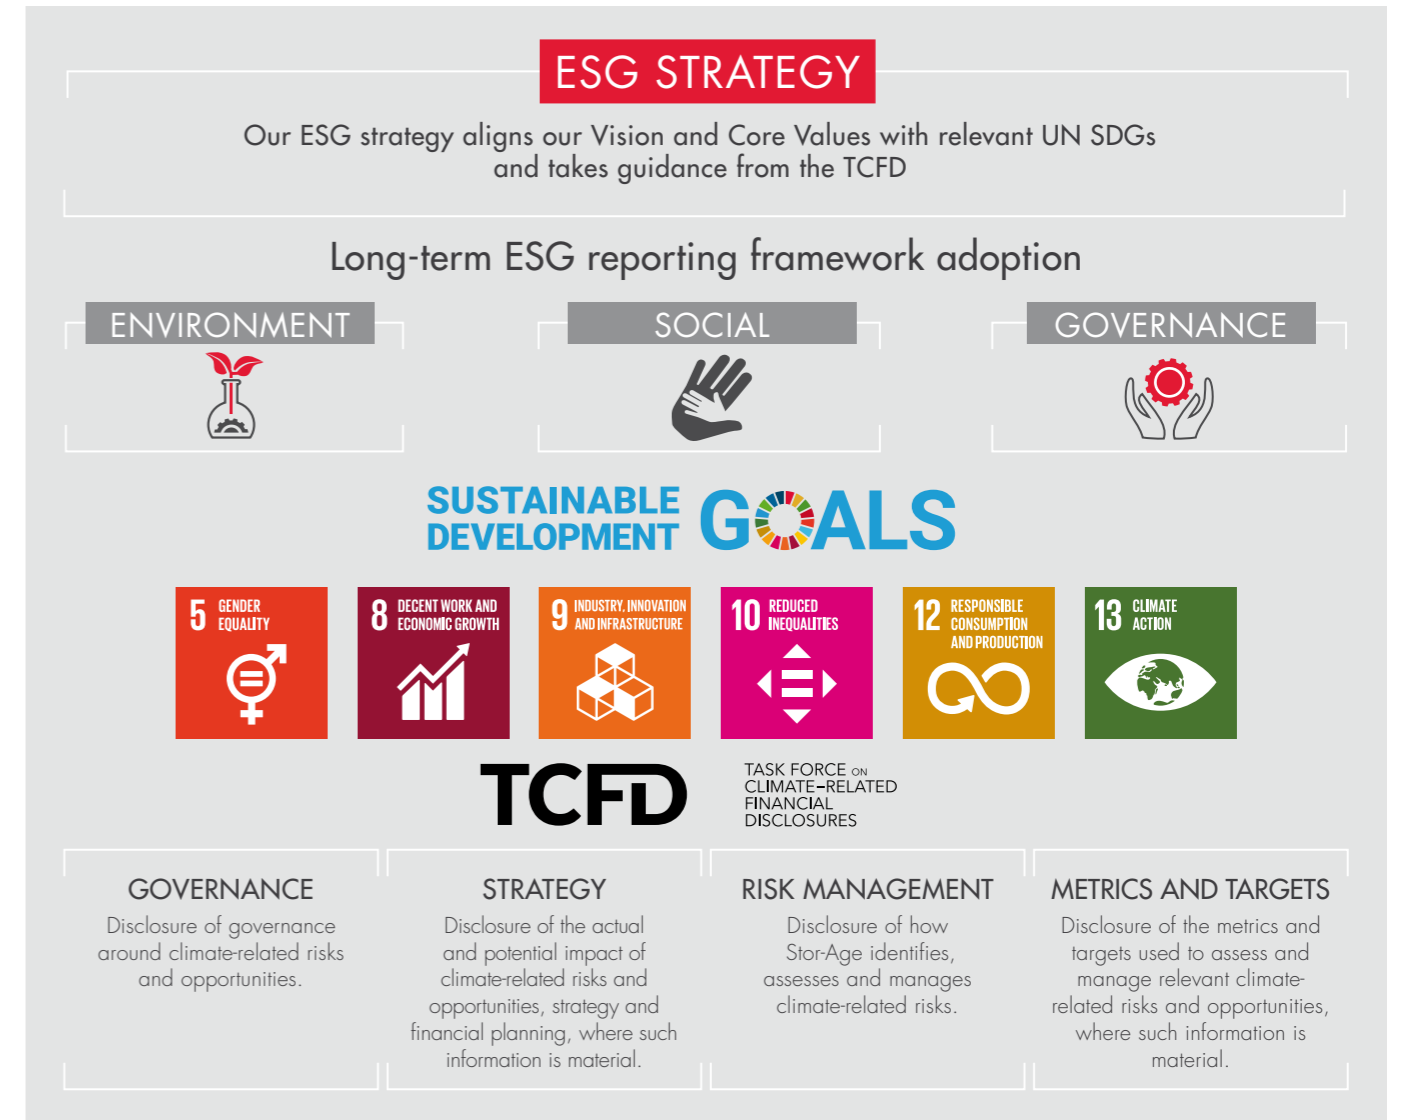 ESG STRATEGY
Our ESG strategy aligns our Vision and Core Values with relevant UN SDGs
and takes guidance from the TCFD
Long-term ESG reporting framework adoption
ENVIRONMENT
SOCIAL
GOVERNANCE
SUSTAINABLE
DEVELOPMENT
GOALS
5 GENDER
EQUALITY
8 DECENT WORK AND
ECONOMIC GROWTH
9 INDUSTRY, INNOVATION
AND INFRASTRUCTURE
10 REDUCED
INEQUALITIES
12 RESPONSIBLE
CONSUMPTION
AND PRODUCTION
13 CLIMATE
ACTION
TCFD
TASK FORCE ON
CLIMATE-RELATED
FINANCIAL
DISCLOSURES
GOVERNANCE
Disclosure of governance
around climate-related risks
and opportunities.
STRATEGY
Disclosure of the actual
and potential impact of
climate-related risks and
opportunities, strategy and
financial planning, where such
information is material.
RISK MANAGEMENT
Disclosure of how
Stor-Age identifies,
assesses and manages
climate-related risks.
METRICS AND TARGETS
Disclosure of the metrics and
targets used to assess and
manage relevant climate-
related risks and opportunities,
where such information is
material.